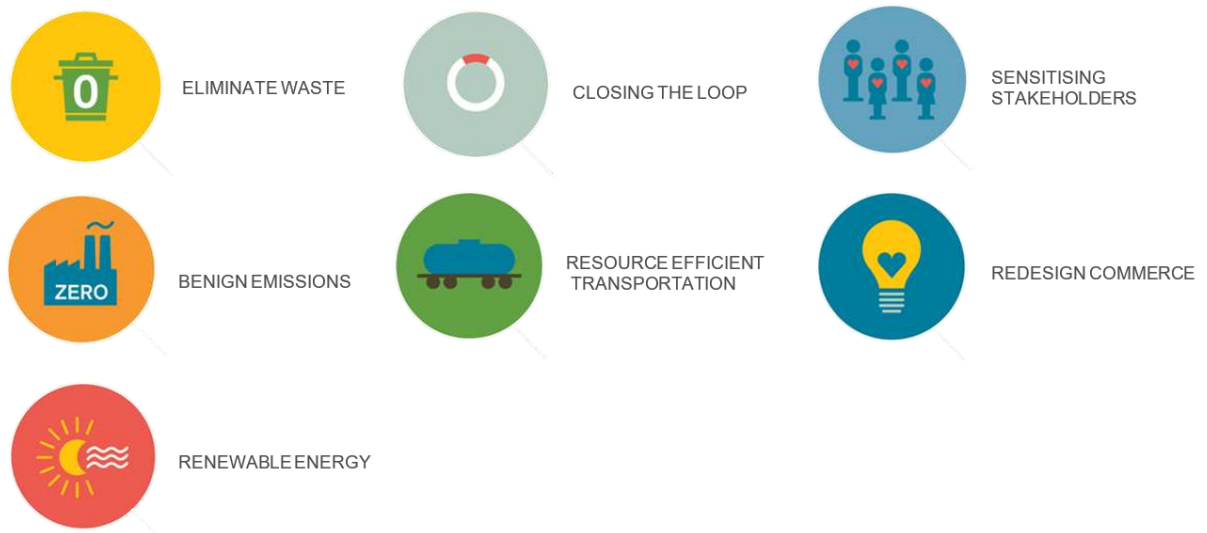 0
ELIMINATE WASTE
CLOSING THE LOOP
SENSITISING
STAKEHOLDERS
ZERO
BENIGN EMISSIONS
RESOURCE EFFICIENT
TRANSPORTATION
REDESIGN COMMERCE
RENEWABLE ENERGY